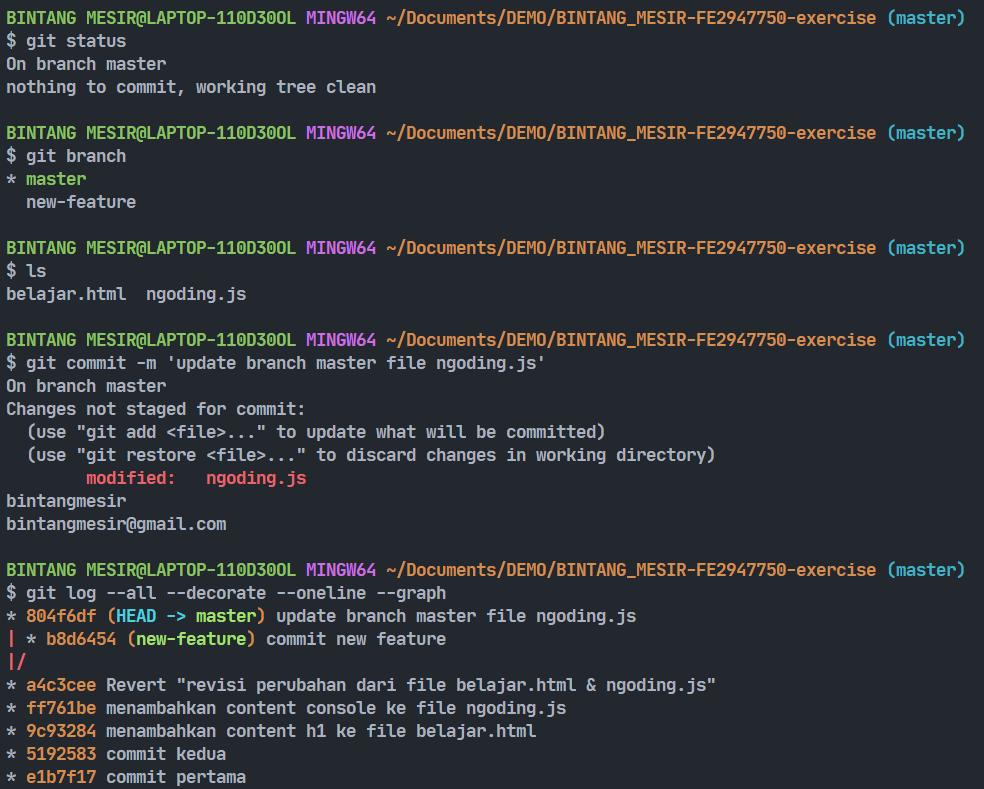 BINTANG MESIR@LAPTOP-110D30OL MINGW64 ~/Documents/DEMO/BINTANG_MESIR-FE2947750-exercise (master)
$ git status
On branch master
nothing to commit, working tree clean
BINTANG MESIR@LAPTOP-110D30OL MINGW64 ~/Documents/DEMO/BINTANG_MESIR-FE2947750-exercise (master)
$ git branch
* master
  new-feature
BINTANG MESIR@LAPTOP-110D30OL MINGW64 ~/Documents/DEMO/BINTANG_MESIR-FE2947750-exercise (master)
$ ls
belajar.html  ngoding.js
BINTANG MESIR@LAPTOP-110D30OL MINGW64 ~/Documents/DEMO/BINTANG_MESIR-FE2947750-exercise (master)
$ git commit -m 'update branch master file ngoding.js'
On branch master
Changes not staged for commit:
  (use "git add <file>..." to update what will be committed)
  (use "git restore <file>..." to discard changes in working directory)
        modified:   ngoding.js
bintangmesir
bintangmesir@gmail.com
BINTANG MESIR@LAPTOP-110D30OL MINGW64 ~/Documents/DEMO/BINTANG_MESIR-FE2947750-exercise (master)
$ git log --all --decorate --oneline --graph
* 804f6df (HEAD -> master) update branch master file ngoding.js
| * b8d6454 (new-feature) commit new feature
|/
* a4c3cee Revert "revisi perubahan dari file belajar.html & ngoding.js"
* ff761be menambahkan content console ke file ngoding.js
* 9c93284 menambahkan content h1 ke file belajar.html
* 5192583 commit kedua
* e1b7f17 commit pertama